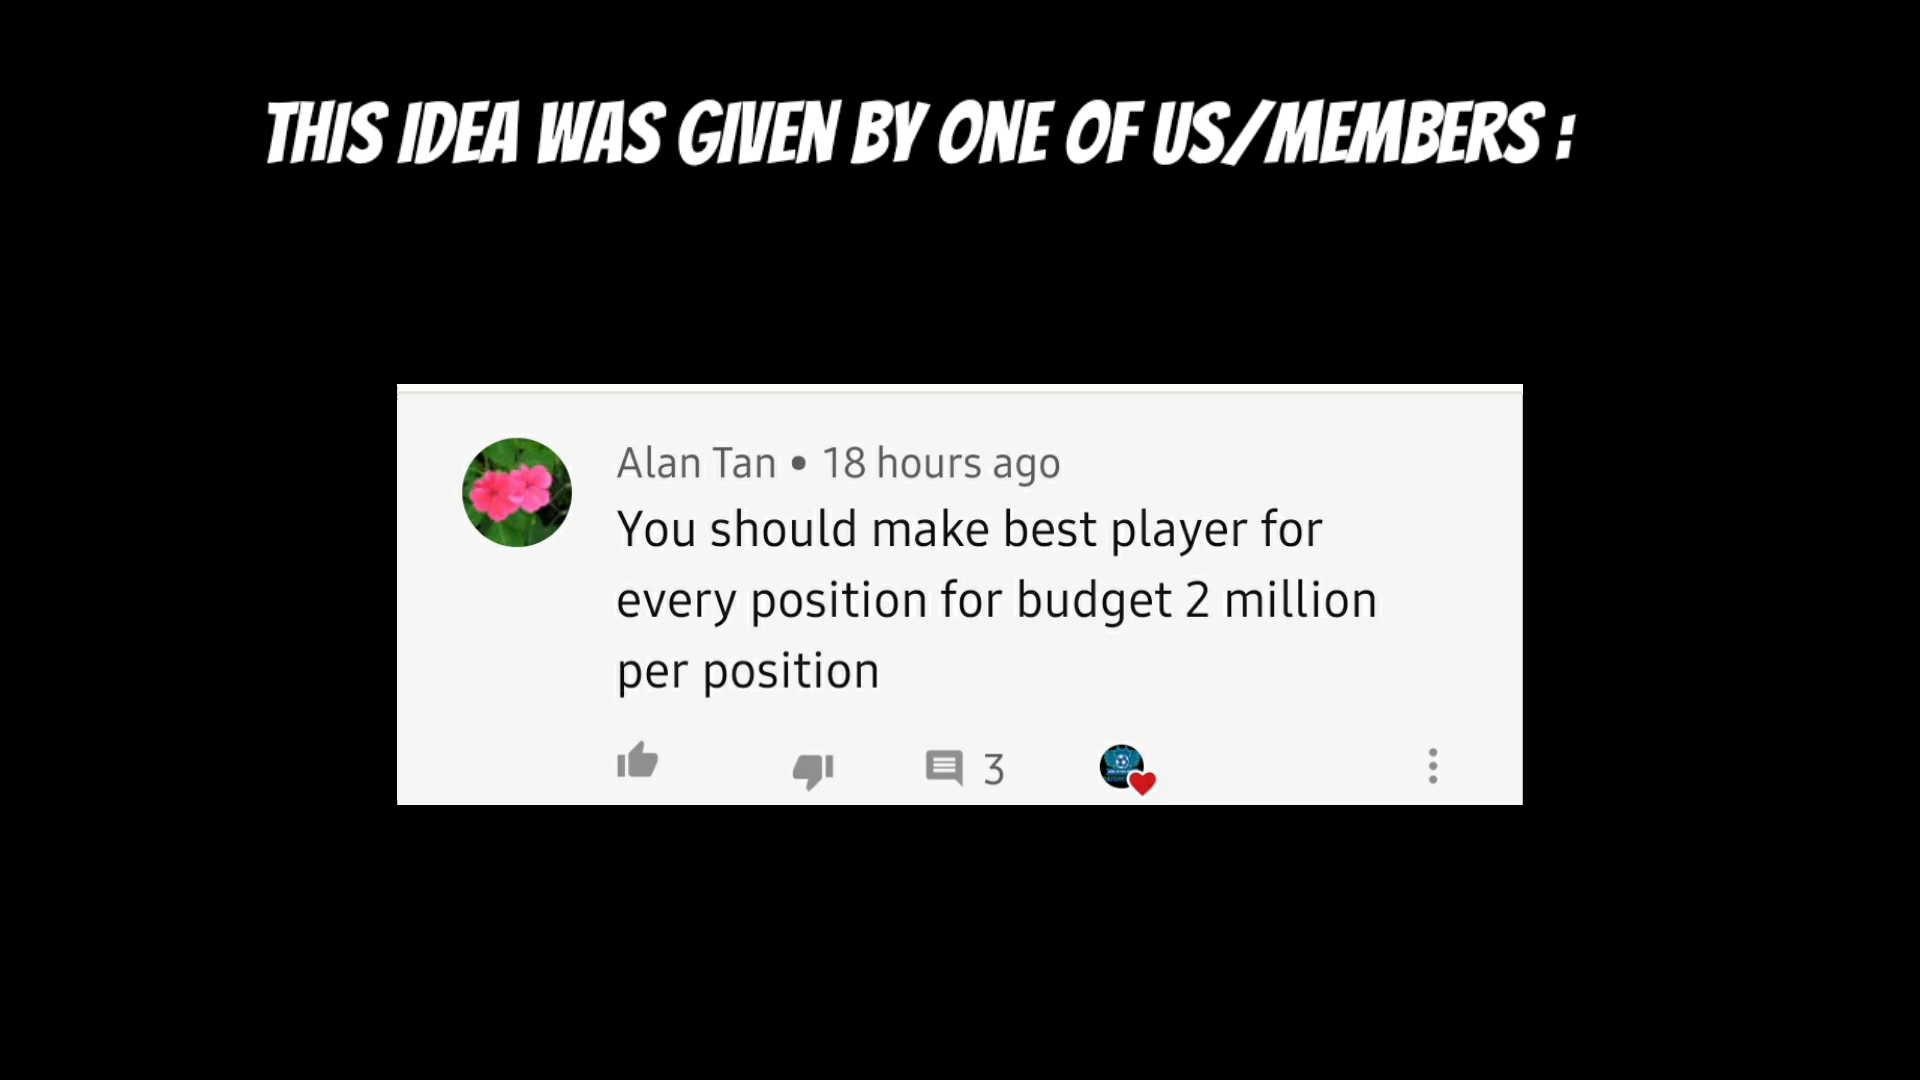 THIS IDEA WAS GIVEN BY ONE OF US/MEMBERS :
Alan Tan • 18 hours ago
You should make best player for
every position for budget 2 million
per position
3